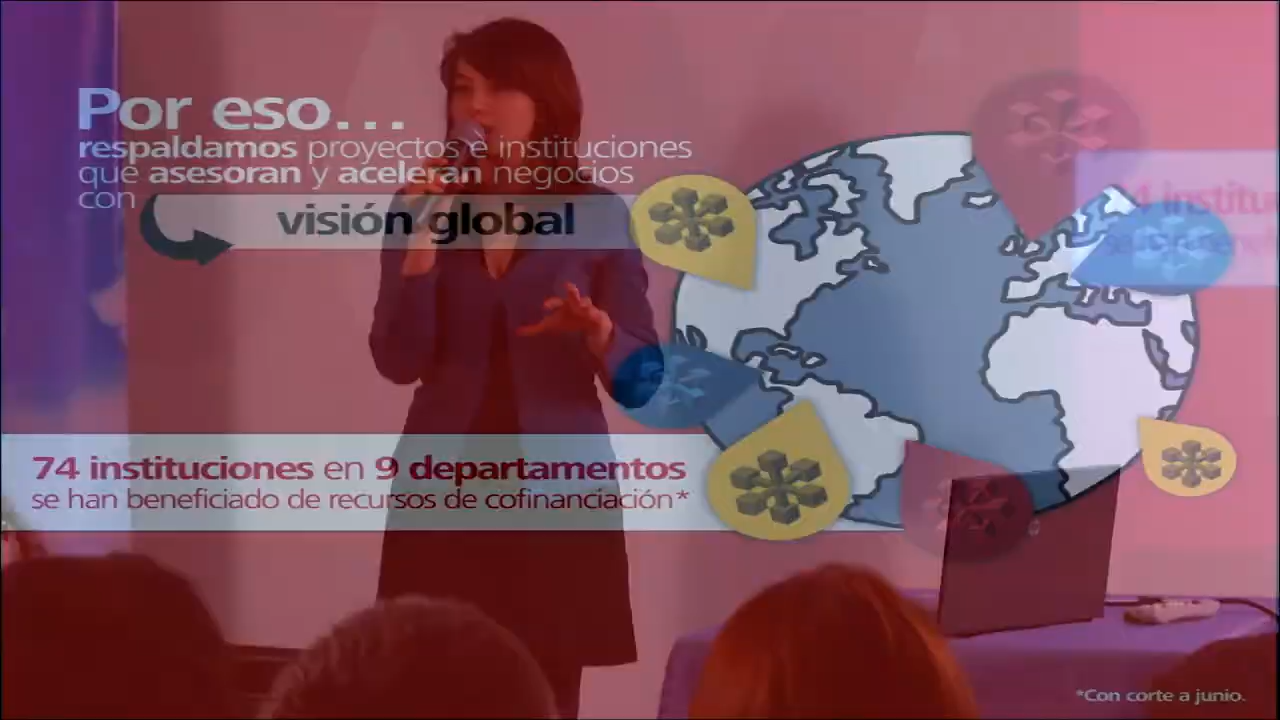 Por eso...
respaldamos proyectos e instituciones
que asesoran y aceleran negocios
con
visión global
74 instituciones en 9 departamentos
se han beneficiado de recursos de cofinanciación*
*Con corte a junio.